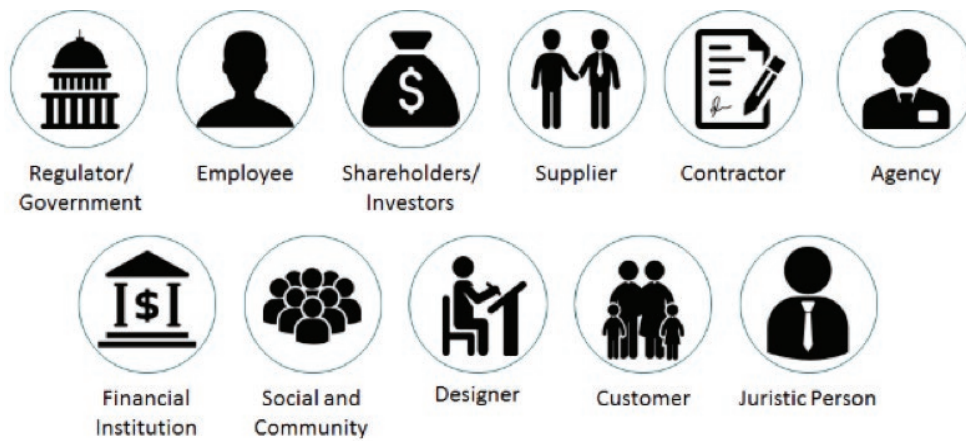 $
Regulator/
Government
Employee
Shareholders/
Investors
Supplier
Contractor
Agency
$
Financial
Institution
Social and
Community
Designer
Customer
Juristic Person